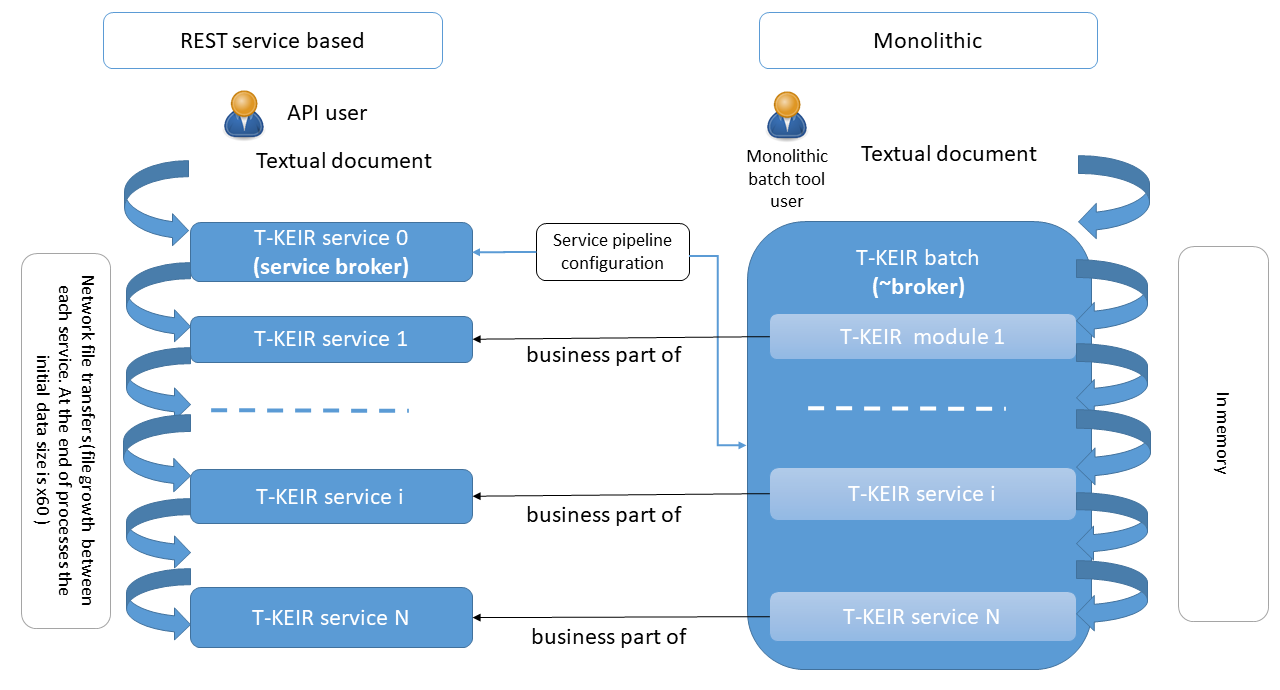 REST service based
Monolithic
API user
Textual document
Monolithic
batch tool
user
Textual document
T-KEIR service 0
(service broker)
Service pipeline
configuration
T-KEIR batch
(~broker)
Network file transfers(file growth between
each service. At the end of processes the
initial data size is x60 )
T-KEIR service 1
business part of
T-KEIR  module 1
In memory
T-KEIR service i
business part of
T-KEIR service i
T-KEIR service N
business part of
T-KEIR service N